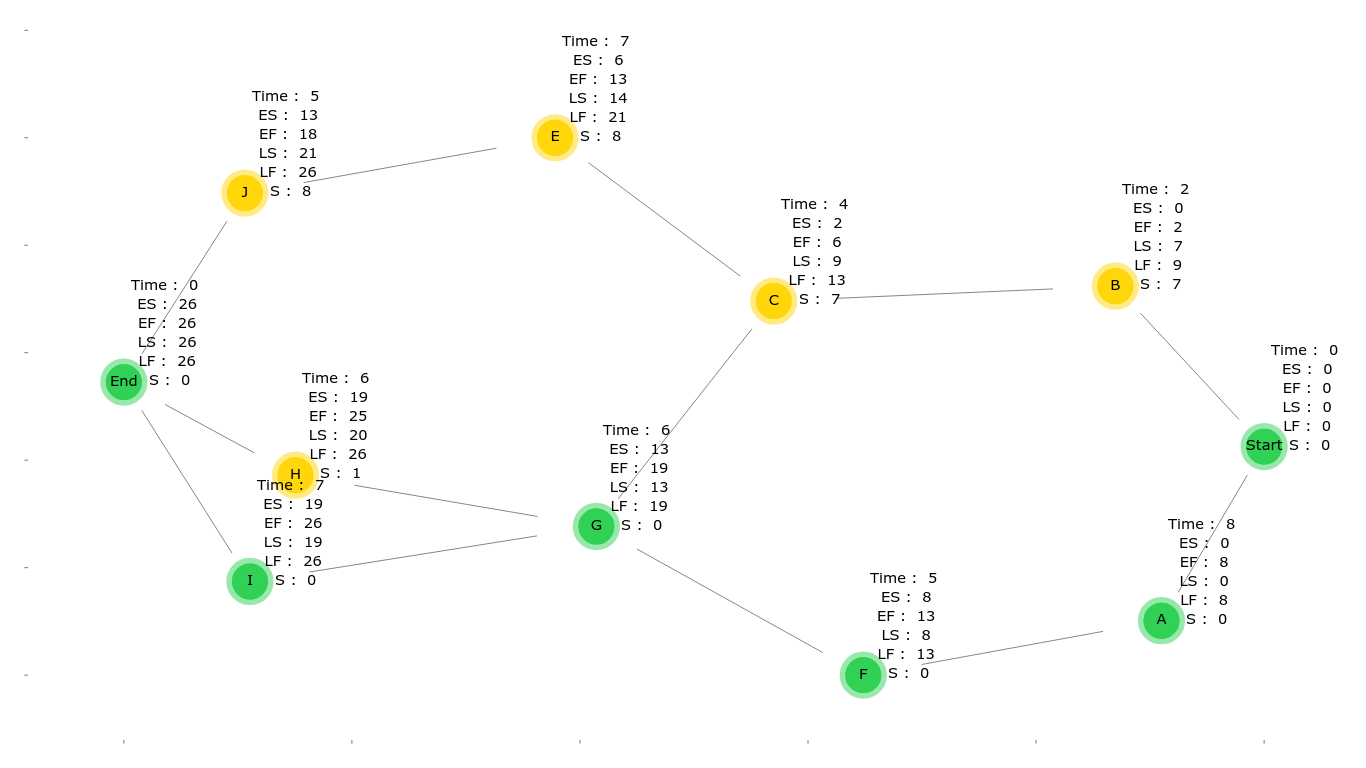 Time : 7
ES : 6
EF : 13
LS : 14
LF : 21
S : 8
E
Time : 5
ES : 13
EF : 18
LS : 21
LF : 26
S : 8
J
Time : 2
ES : 0
EF : 2
LS : 7
LF : 9
S : 7
B
Time : 4
ES : 2
EF : 6
LS : 9
LF : 13
S : 7
C
Time : 0
ES : 26
EF : 26
LS : 26
LF : 26
S : 0
End
Time : 0
ES : 0
EF : 0
LS : 0
LF : 0
S : 0
Start
Time : 6
ES : 19
EF : 25
LS : 20
LF : 26
S : 1
H
Time : 6
ES : 13
EF : 19
LS : 13
LF : 19
S : 0
G
Time : 7
ES : 19
EF : 26
LS : 19
LF : 26
S : 0
I
Time : 8
ES : 0
EF : 8
LS : 0
LF : 8
S : 0
A
Time : 5
ES : 8
EF : 13
LS : 8
LF : 13
S : 0
F